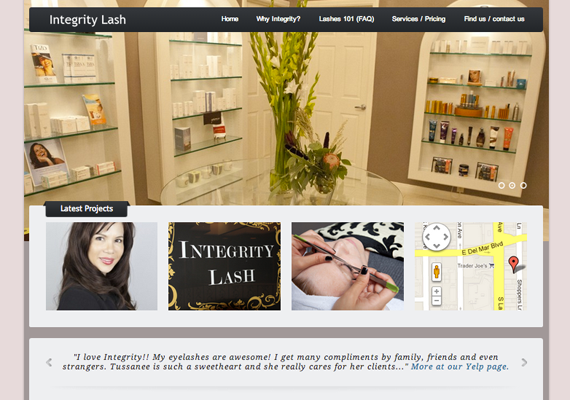 Integrity Lash
Home Why Integrity? Lashes 101 (FAQ) Services / Pricing Find us / contact us
Latest Projects
INTEGRITY
LASH
E Del Mar Blvd
Trader Joe's
Shoppers Ln
S L
Ave
"I love Integrity!! My eyelashes are awesome! I get many compliments by family, friends and even
strangers. Tussanee is such a sweetheart and she really cares for her clients..." More at our Yelp page.